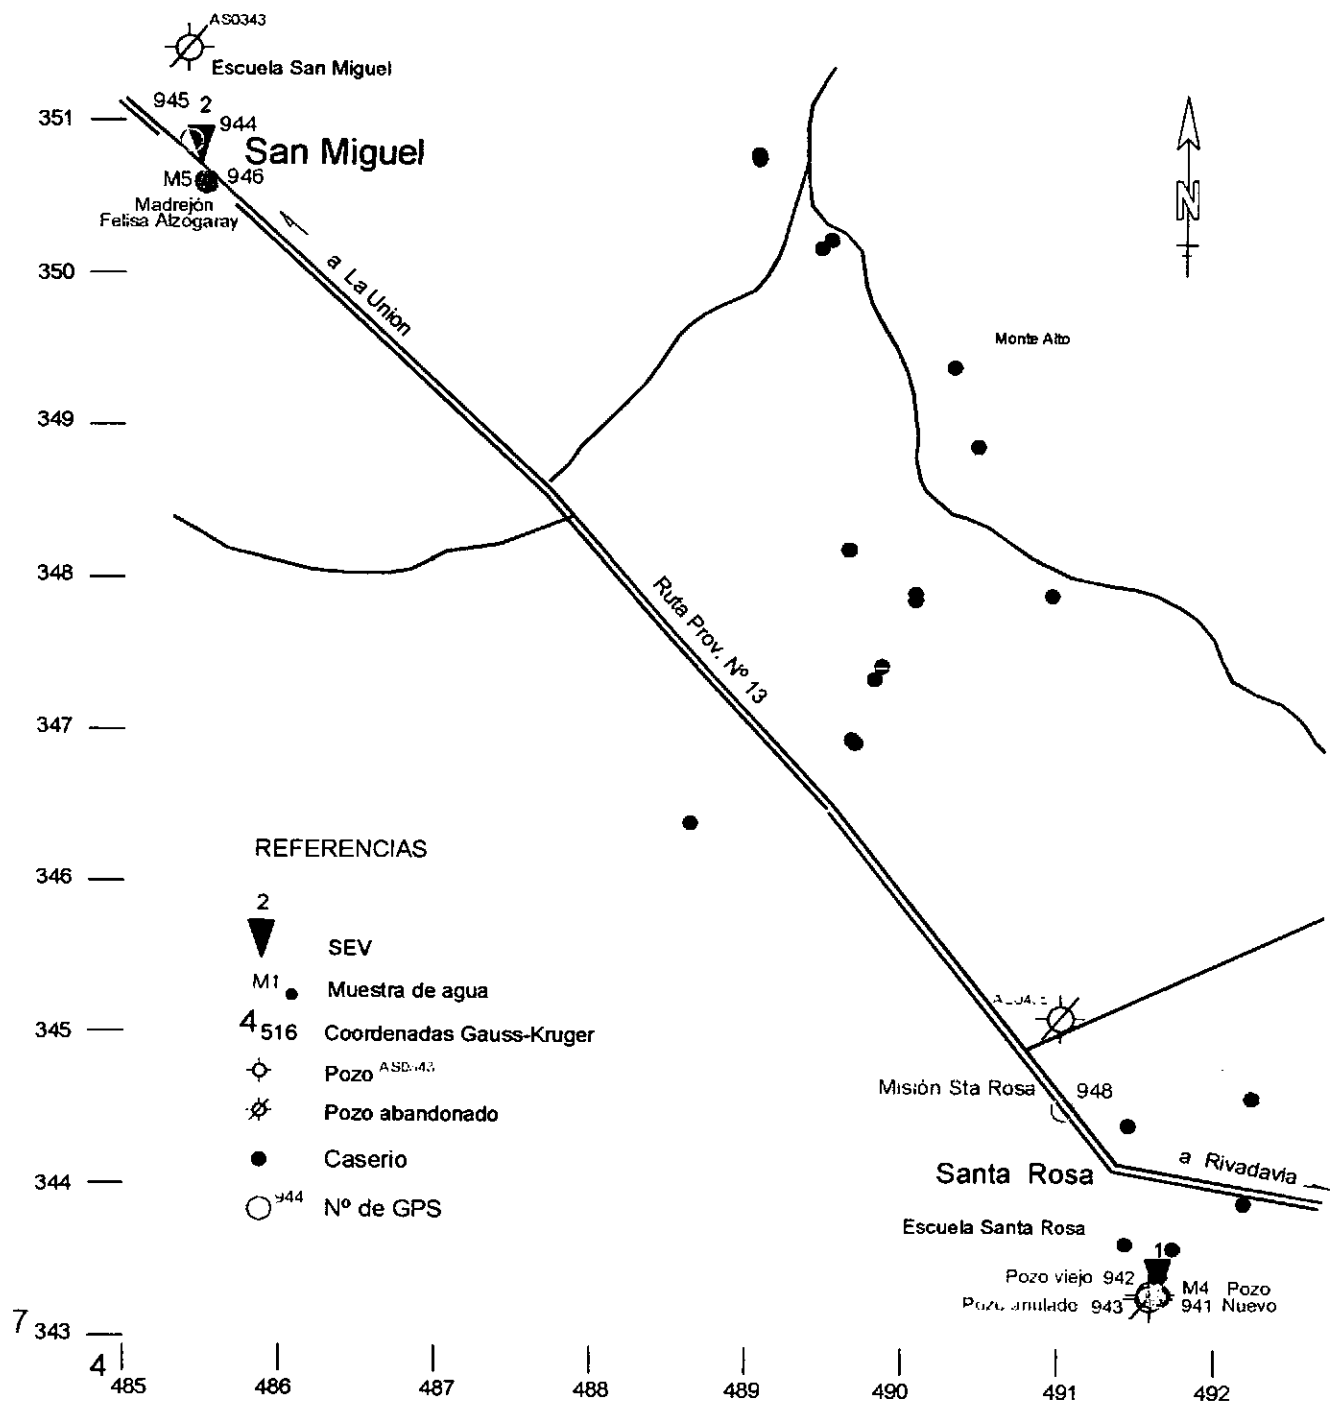 AS0343
Escuela San Miguel
945 2
944
351
San Miguel
M5 946
Madrejón
Felisa Alzogaray
N
350
a La Union
Monte Alto
349
348
Ruta Prov. Nº 13
347
REFERENCIAS
346
2
SEV
M1
Muestra de agua
345
4 516 Coordenadas Gauss-Kruger
Pozo
Pozo abandonado
Misión Sta Rosa 948
Caserio
a Rivadavia
344
Santa Rosa
944 Nº de GPS
Escuela Santa Rosa
1
Pozo viejo 942
M4 Pozo
943 941 Nuevo
7 343
4
485 486 487 488 489 490 491 492